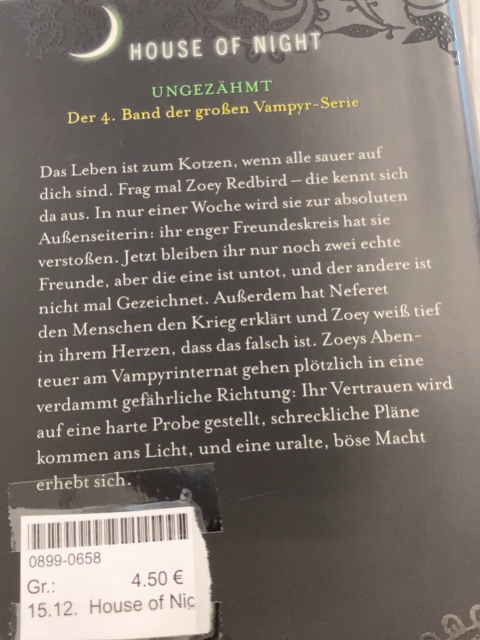 HOUSE OF NIGHT
UNGEZÄHMT
Der 4. Band der großen Vampyr-Serie
Das Leben ist zum Kotzen, wenn alle sauer auf
dich sind. Frag mal Zoey Redbird – die kennt sich
da aus. In nur einer Woche wird sie zur absoluten
Außenseiterin: ihr enger Freundeskreis hat sie
verstoßen. Jetzt bleiben ihr nur noch zwei echte
Freunde, aber die eine ist untot, und der andere ist
nicht mal Gezeichnet. Außerdem hat Neferet
den Menschen den Krieg erklärt und Zoey weiß tief
in ihrem Herzen, dass das falsch ist. Zoeys Aben-
teuer am Vampyrinternat gehen plötzlich in eine
verdammt gefährliche Richtung: Ihr Vertrauen wird
auf eine harte Probe gestellt, schreckliche Pläne
kommen ans Licht, und eine uralte, böse Macht
erhebt sich.
0899-0658
Gr.: 4.50 €
15.12. House of Nic